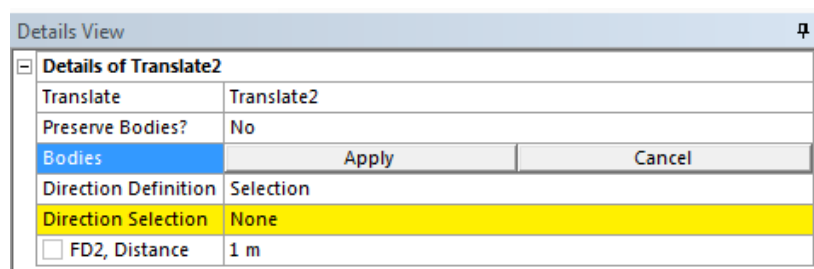 Details View
Details of Translate2
Translate Translate2
Preserve Bodies? No
Bodies Apply Cancel
Direction Definition Selection
Direction Selection None
FD2, Distance 1 m